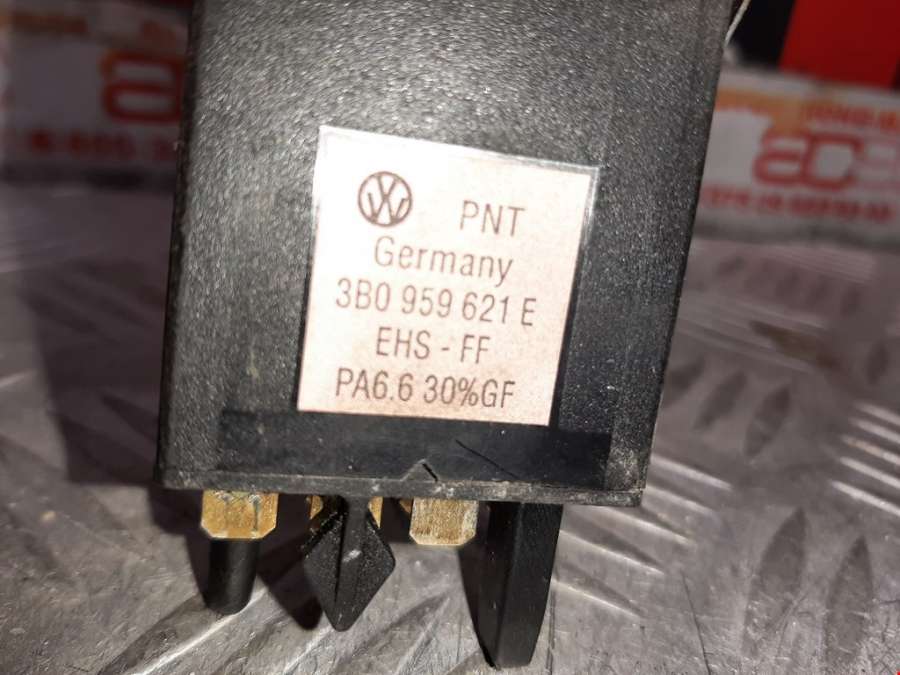 PNT
Germany
3B0 959 621 E
EHS - FF
PA6.6 30%GF